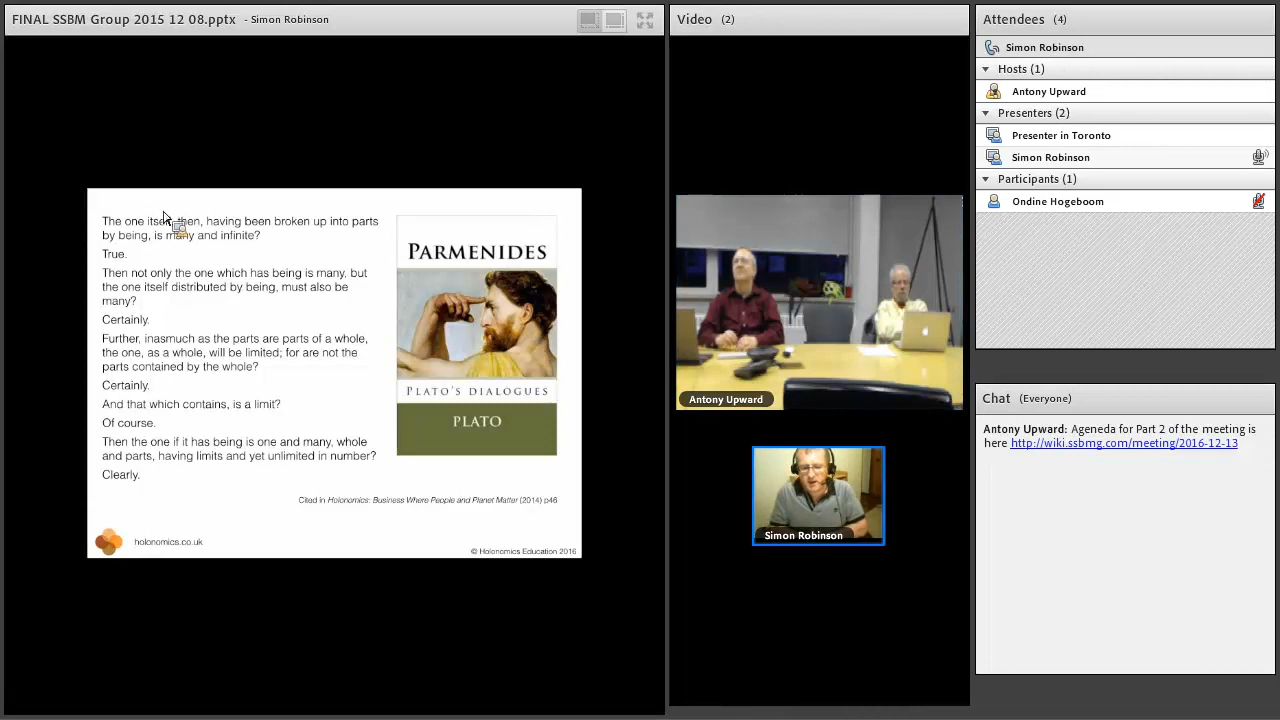 FINAL SSBM Group 2015 12 08.pptx - Simon Robinson
The one itself then, having been broken up into parts
by being, is many and infinite?
True.
Then not only the one which has being is many, but
the one itself distributed by being, must also be
many?
Certainly.
Further, inasmuch as the parts are parts of a whole,
the one, as a whole, will be limited; for are not the
parts contained by the whole?
Certainly.
And that which contains, is a limit?
Of course.
Then the one if it has being is one and many, whole
and parts, having limits and yet unlimited in number?
Clearly.
PARMENIDES
PLATO'S DIALOGUES
PLATO
Cited in Holonomics: Business Where People and Planet Matter (2014) p46
holonomics.co.uk
© Holonomics Education 2016
Video (2)
Antony Upward
Simon Robinson
Attendees (4)
Simon Robinson
Hosts (1)
Antony Upward
Presenters (2)
Presenter in Toronto
Simon Robinson
Participants (1)
Ondine Hogeboom
Chat (Everyone)
Antony Upward: Ageneda for Part 2 of the meeting is
here http://wiki.ssbmg.com/meeting/2016-12-13